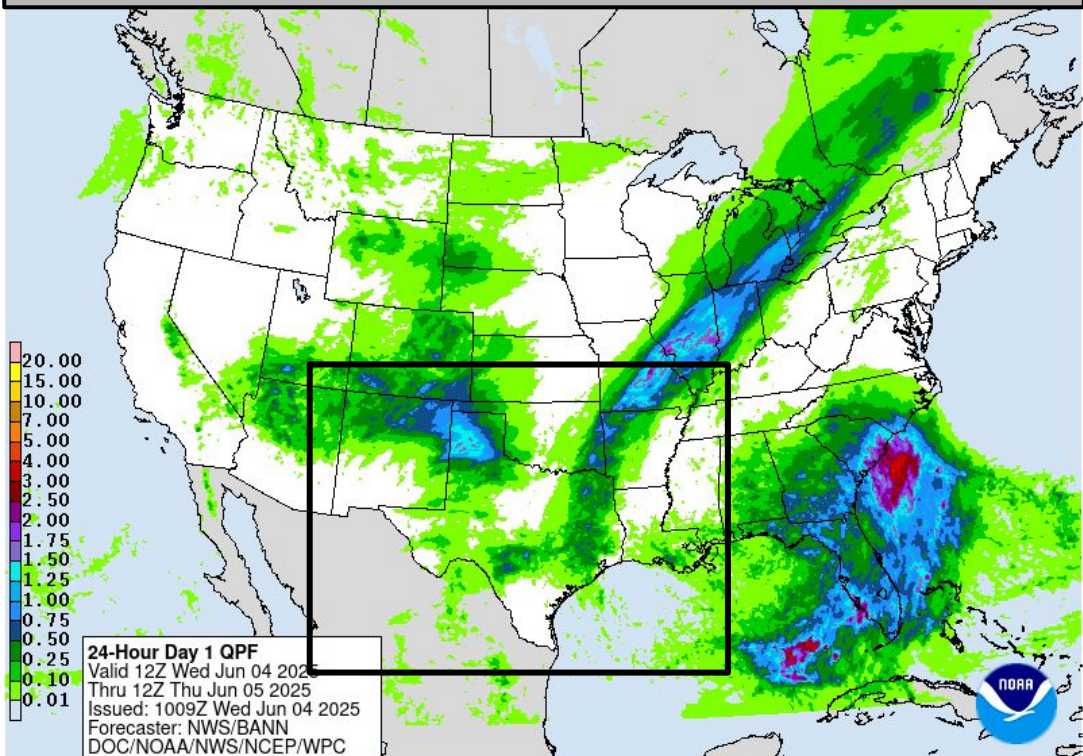 20.00
15.00
10.00
7.00
5.00
4.00
3.00
2.50
2.00
1.75
1.50
1.25
1.00
0.75
0.50
0.25
0.10
0.01
24-Hour Day 1 QPF
Valid 12Z Wed Jun 04 2025
Thru 12Z Thu Jun 05 2025
Issued: 1009Z Wed Jun 04 2025
Forecaster: NWS/BANN
DOC/NOAA/NWS/NCEP/WPC
NOAA